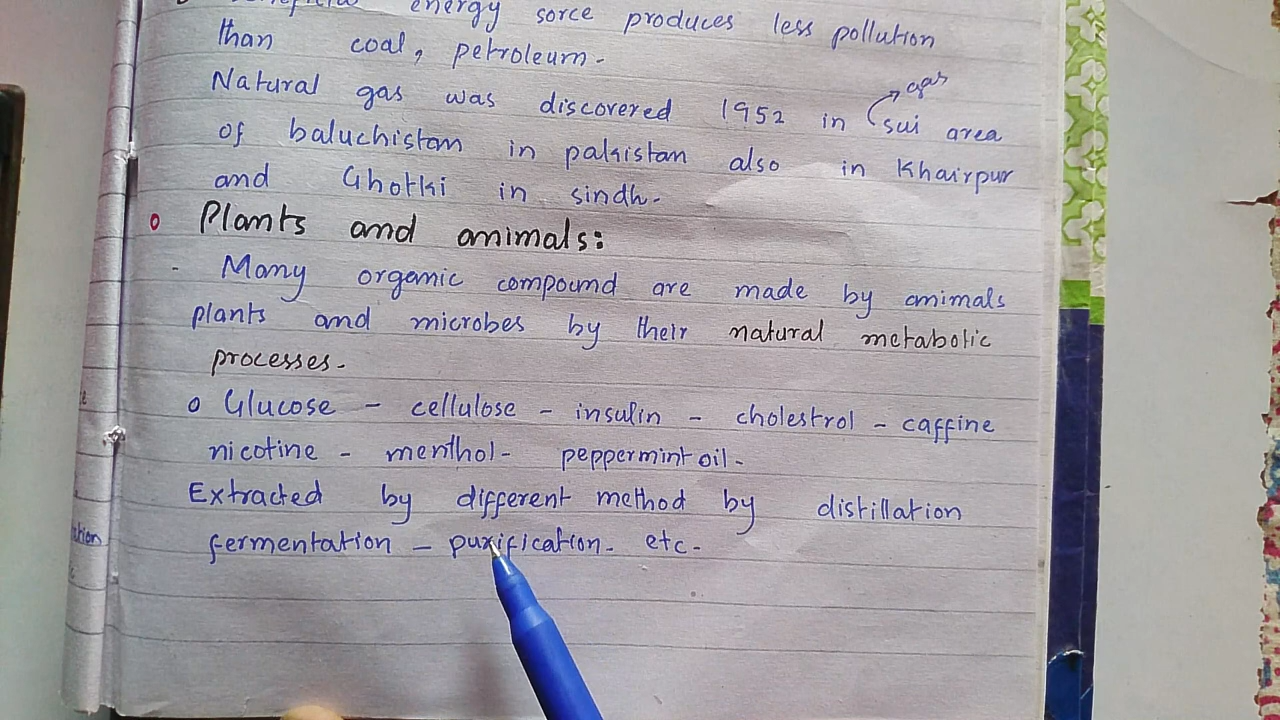 energy sorce produces less pollution
than coal, petroleum.
gas
Natural gas was discovered 1952 in sui area
of baluchistan in pakistan also in Khairpur
and Ghotki in sindh.
Plants and animals:
- Many organic compound are made by animals
plants and microbes by their natural metabolic
processes.
Glucose - cellulose - insulin - cholestrol - caffine
nicotine - menthol - peppermint oil.
Extracted by different method by distillation
fermentation - purification. etc.